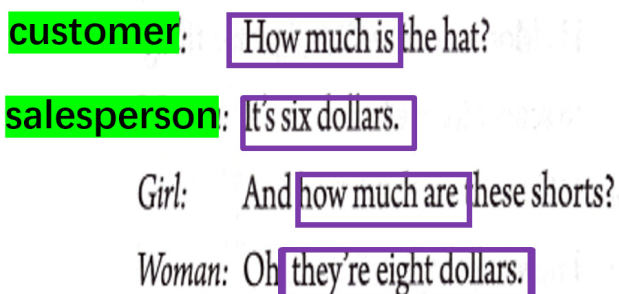 customer: How much is the hat?
salesperson: It's six dollars.
Girl: And how much are these shorts?
Woman: Oh they're eight dollars.